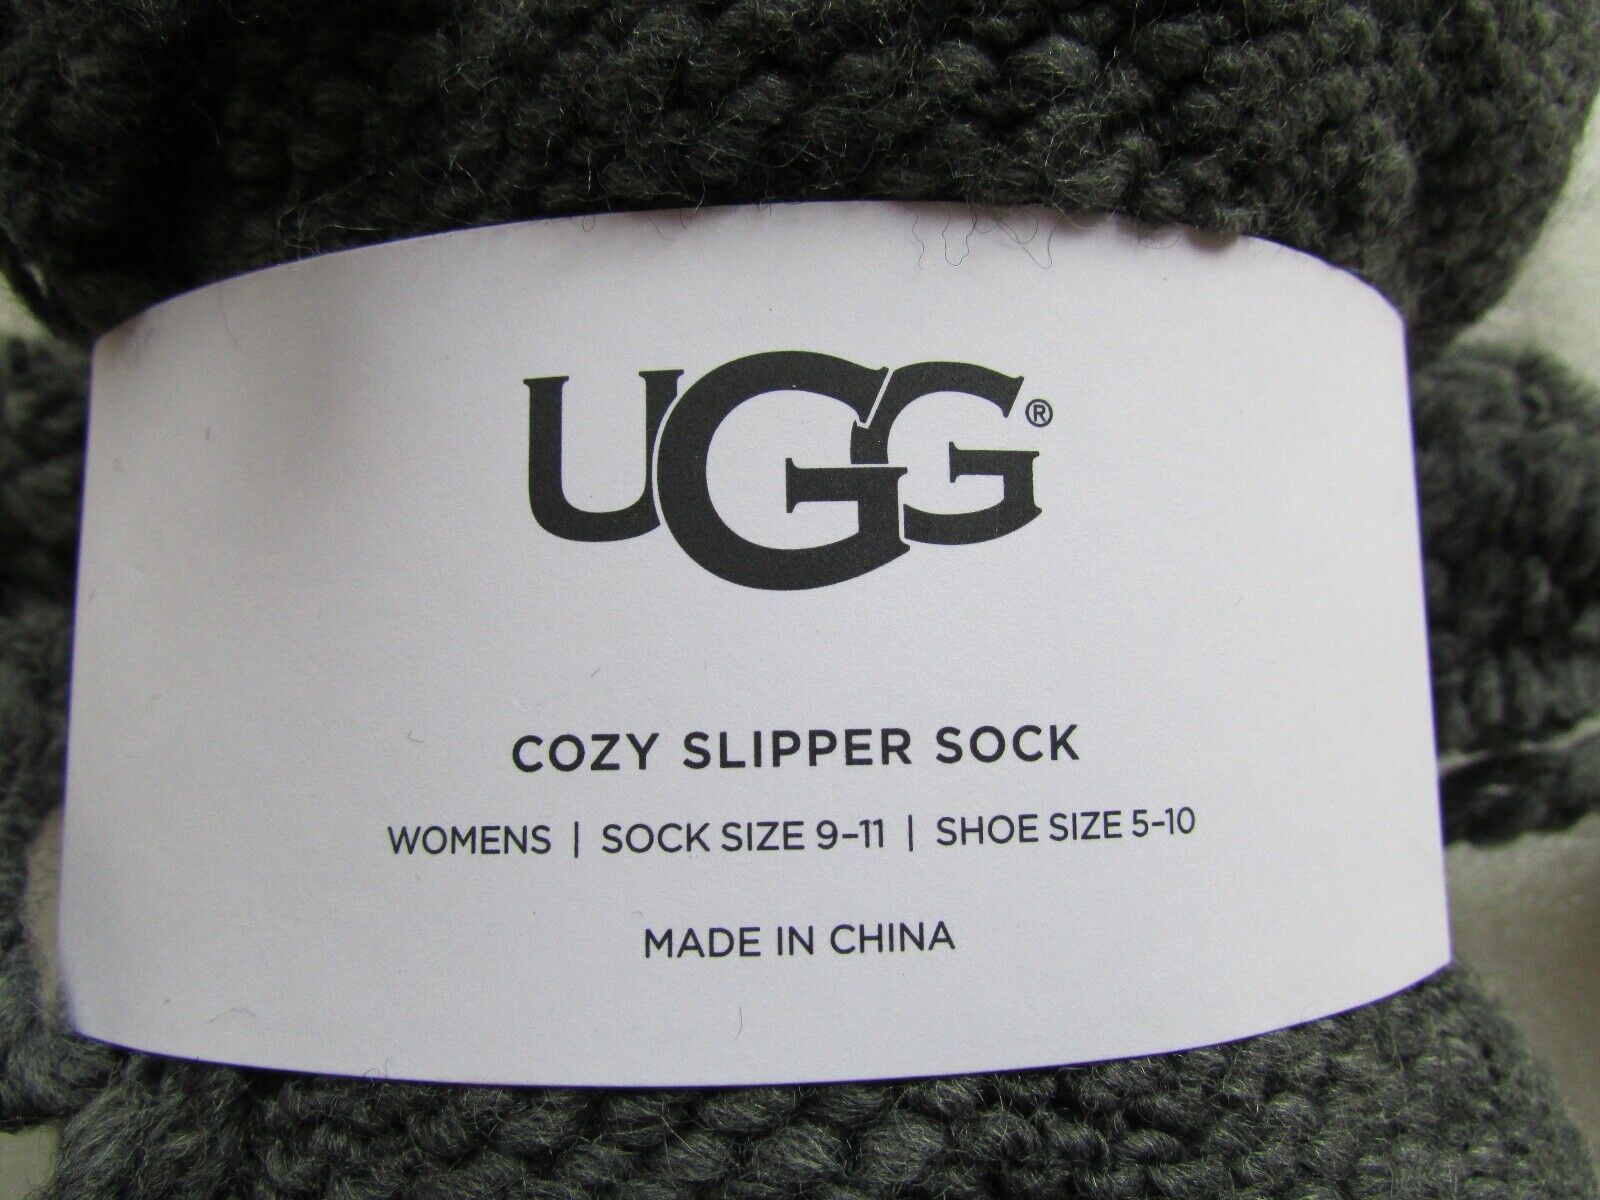 UGG®
COZY SLIPPER SOCK
WOMENS | SOCK SIZE 9-11 | SHOE SIZE 5-10
MADE IN CHINA